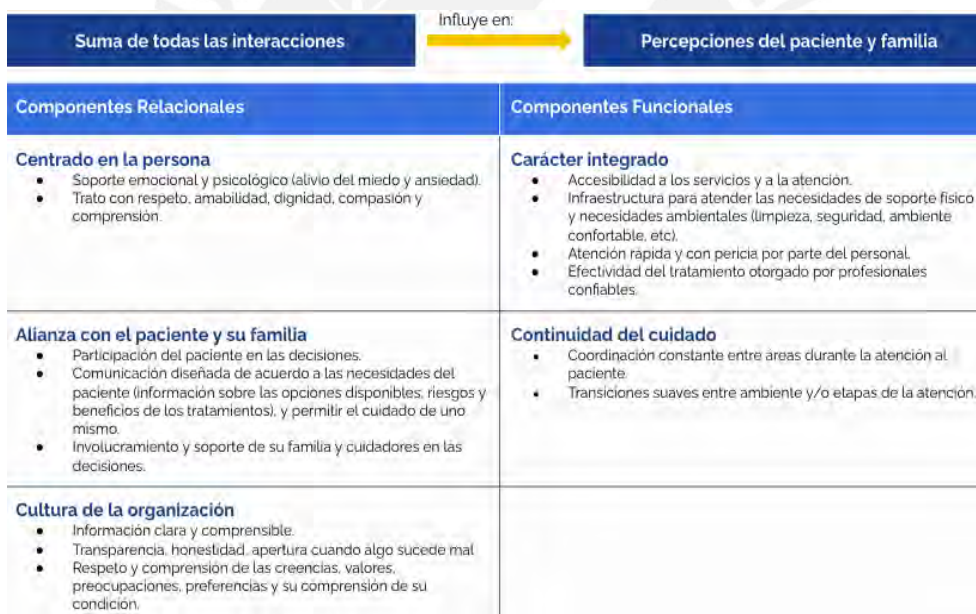 Suma de todas las interacciones
Influye en:
Percepciones del paciente y familia
Componentes Relacionales
Componentes Funcionales
Centrado en la persona
● Soporte emocional y psicológico (alivio del miedo y ansiedad).
● Trato con respeto, amabilidad, dignidad, compasión y
comprensión.
Carácter integrado
● Accesibilidad a los servicios y a la atención.
● Infraestructura para atender las necesidades de soporte físico
y necesidades ambientales (limpieza, seguridad, ambiente
confortable, etc).
● Atención rápida y con pericia por parte del personal.
● Efectividad del tratamiento otorgado por profesionales
confiables.
Alianza con el paciente y su familia
● Participación del paciente en las decisiones.
● Comunicación diseñada de acuerdo a las necesidades del
paciente (información sobre las opciones disponibles, riesgos y
beneficios de los tratamientos), y permitir el cuidado de uno
mismo.
● Involucramiento y soporte de su familia y cuidadores en las
decisiones.
Continuidad del cuidado
● Coordinación constante entre áreas durante la atención al
paciente.
● Transiciones suaves entre ambiente y/o etapas de la atención.
Cultura de la organización
● Información clara y comprensible.
● Transparencia, honestidad, apertura cuando algo sucede mal
● Respeto y comprensión de las creencias, valores,
preocupaciones, preferencias y su comprensión de su
condición.